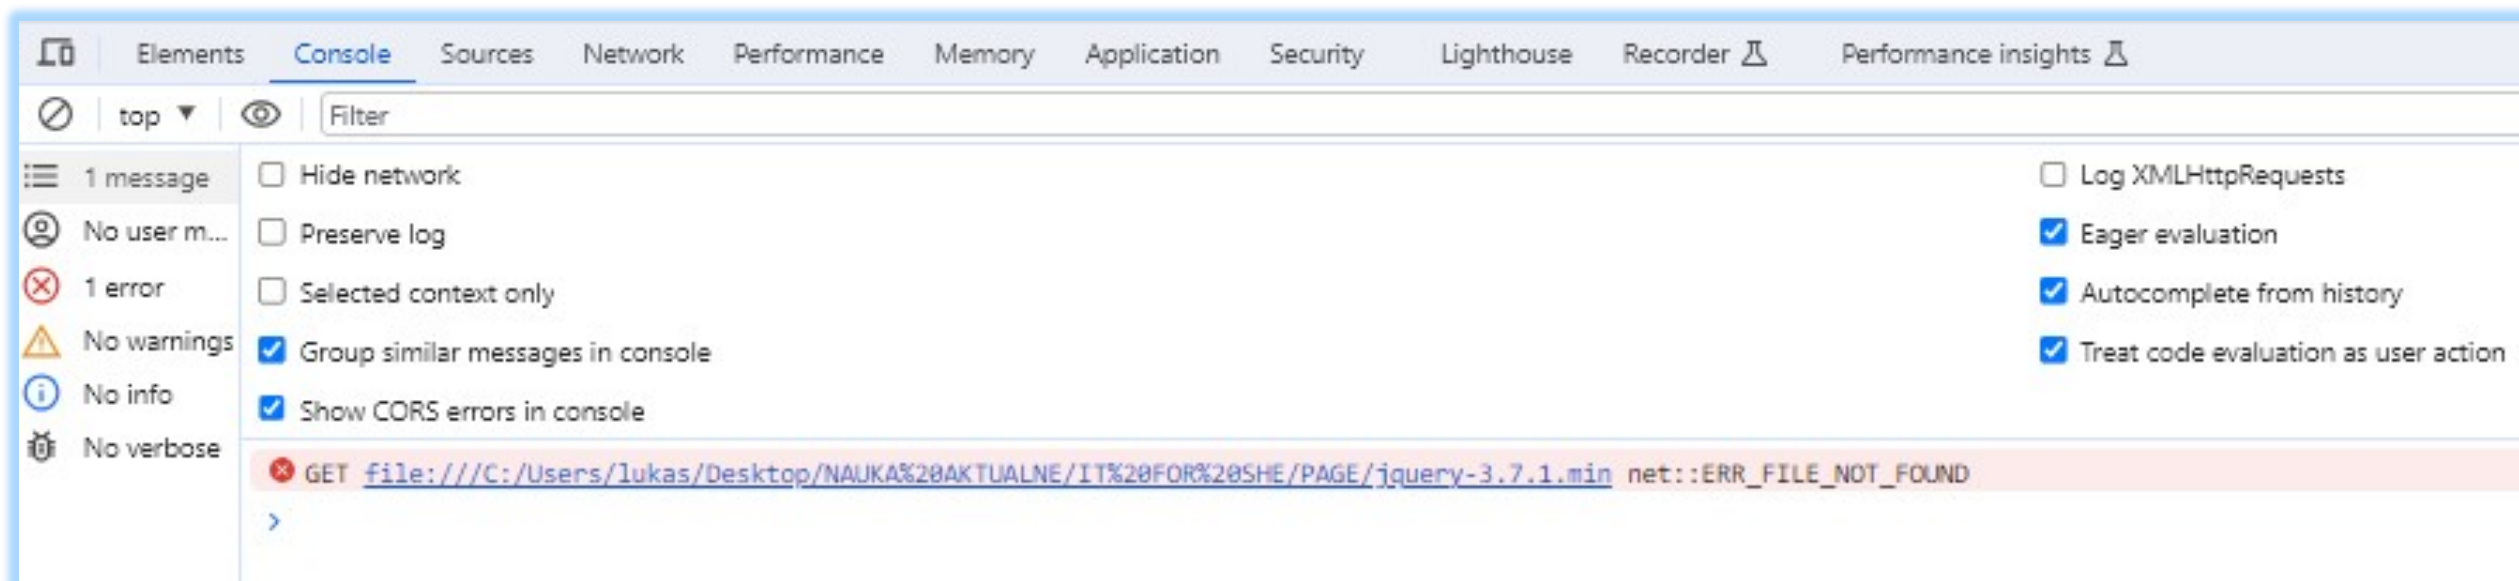 Elements Console Sources Network Performance Memory Application Security Lighthouse Recorder Performance insights
top Filter
1 message
No user m...
1 error
No warnings
No info
No verbose
Hide network
Preserve log
Selected context only
Group similar messages in console
Show CORS errors in console
Log XMLHttpRequests
Eager evaluation
Autocomplete from history
Treat code evaluation as user action
GET file:///C:/Users/lukas/Desktop/NAUKA%20AKTUALNE/IT%20FOR%20SHE/PAGE/jquery-3.7.1.min net::ERR_FILE_NOT_FOUND